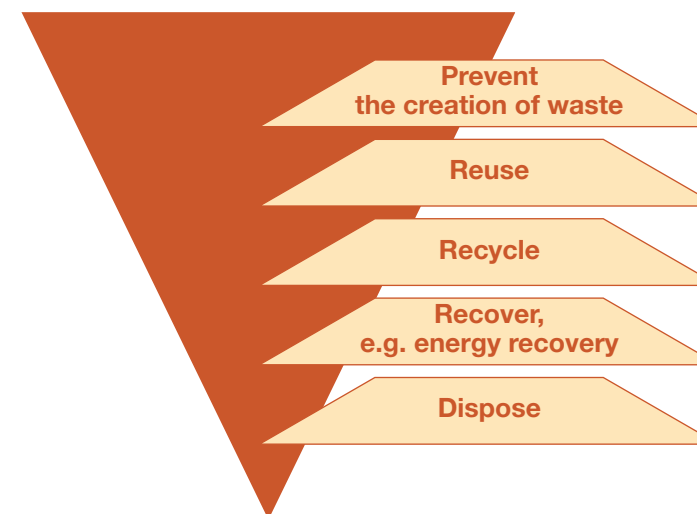 Prevent
the creation of waste
Reuse
Recycle
Recover,
e.g. energy recovery
Dispose